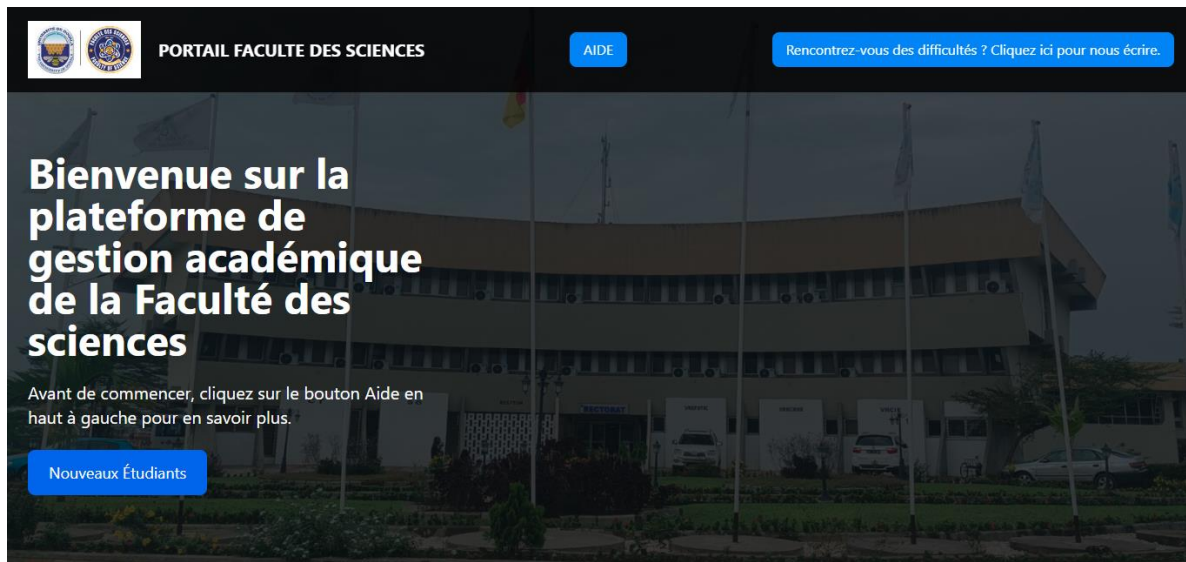 PORTAIL FACULTE DES SCIENCES
AIDE
Rencontrez-vous des difficultés ? Cliquez ici pour nous écrire.
Bienvenue sur la
plateforme de
gestion académique
de la Faculté des
sciences
Avant de commencer, cliquez sur le bouton Aide en
haut à gauche pour en savoir plus.
RECTORAT
Nouveaux Étudiants